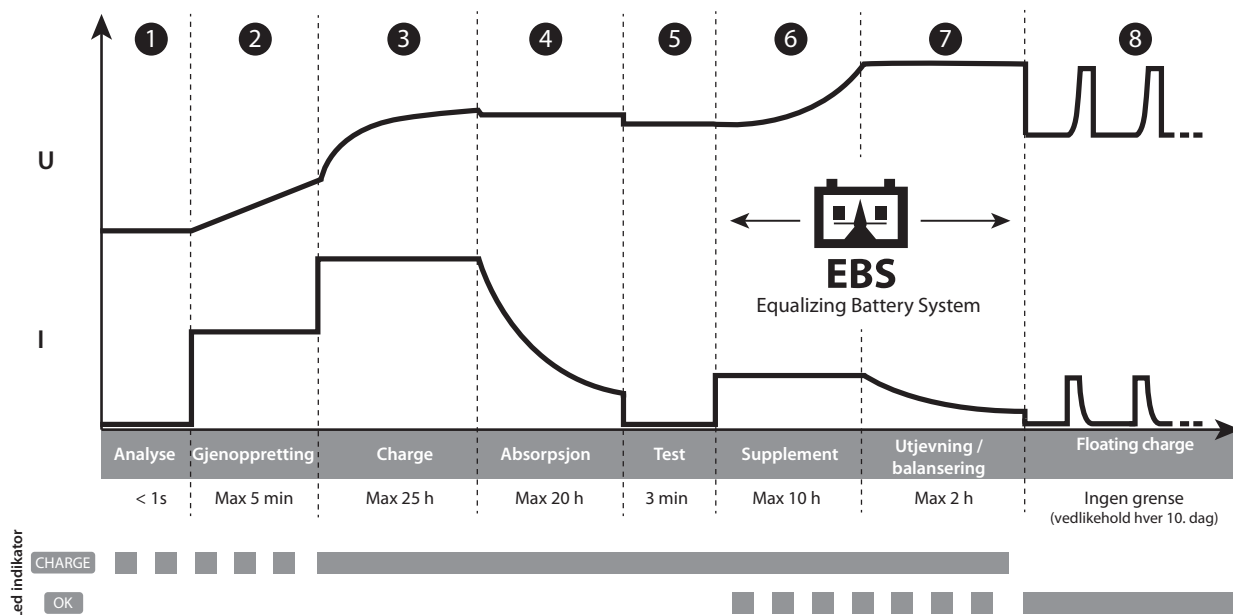 1 2 3 4 5 6 7 8
U
EBS
Equalizing Battery System
I
Analyse Gjenoppretting Charge Absorpsjon Test Supplement Utjevning / balansering Floating charge
< 1s Max 5 min Max 25 h Max 20 h 3 min Max 10 h Max 2 h Ingen grense
(vedlikehold hver 10. dag)
indikator
CHARGE
OK